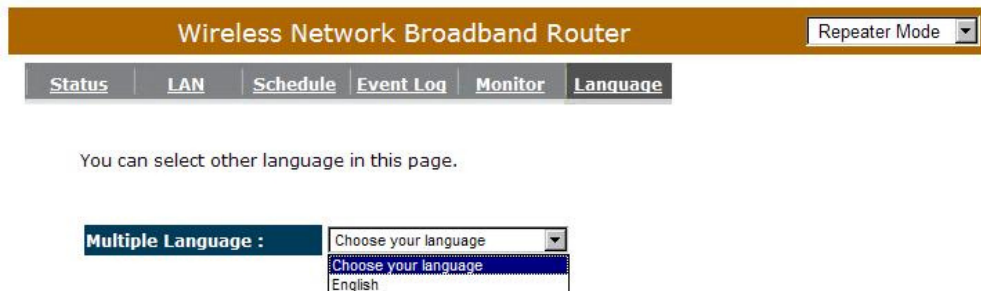 Wireless Network Broadband Router
Repeater Mode
Status LAN Schedule Event Log Monitor Language
You can select other language in this page.
Multiple Language : Choose your language
Choose your language
English